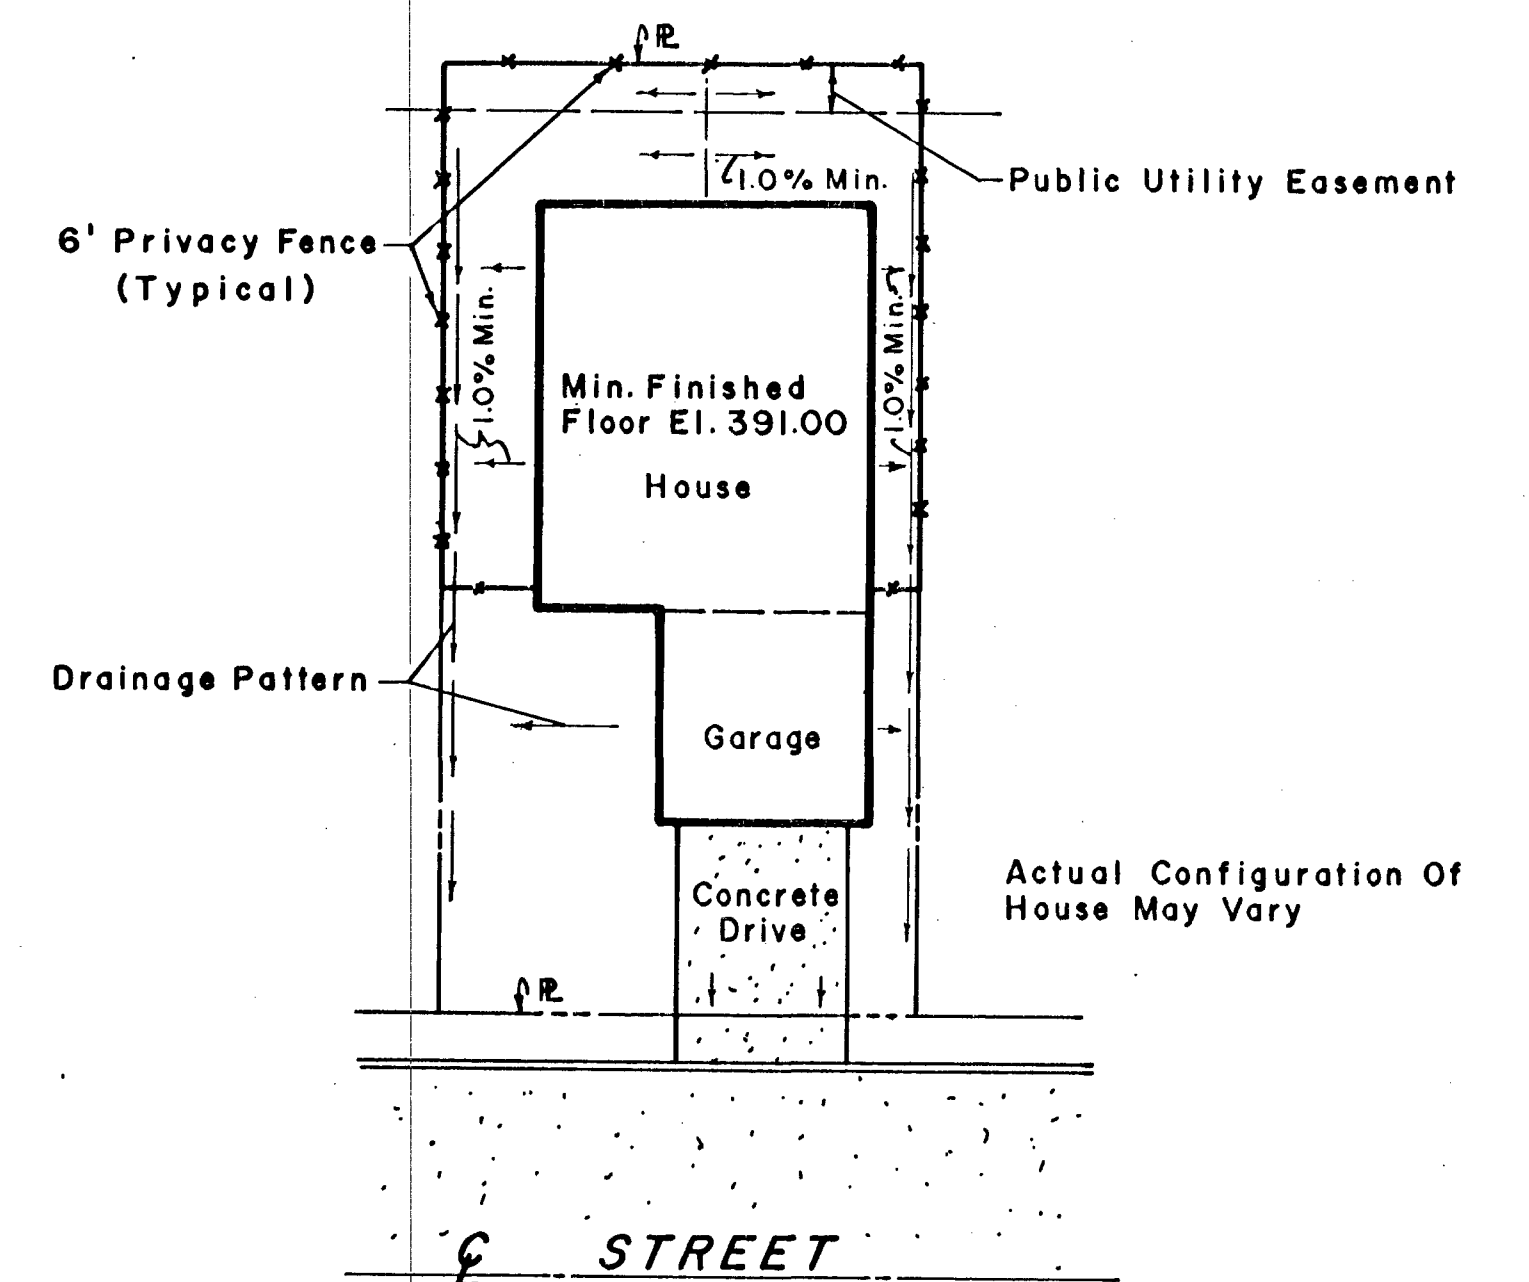 PL
1.0% Min.
Public Utility Easement
6' Privacy Fence
(Typical)
1.0% Min.
1.0% Min.
Min. Finished
Floor El. 391.00
House
Drainage Pattern
Garage
Concrete
Drive
Actual Configuration Of
House May Vary
PL
CL STREET